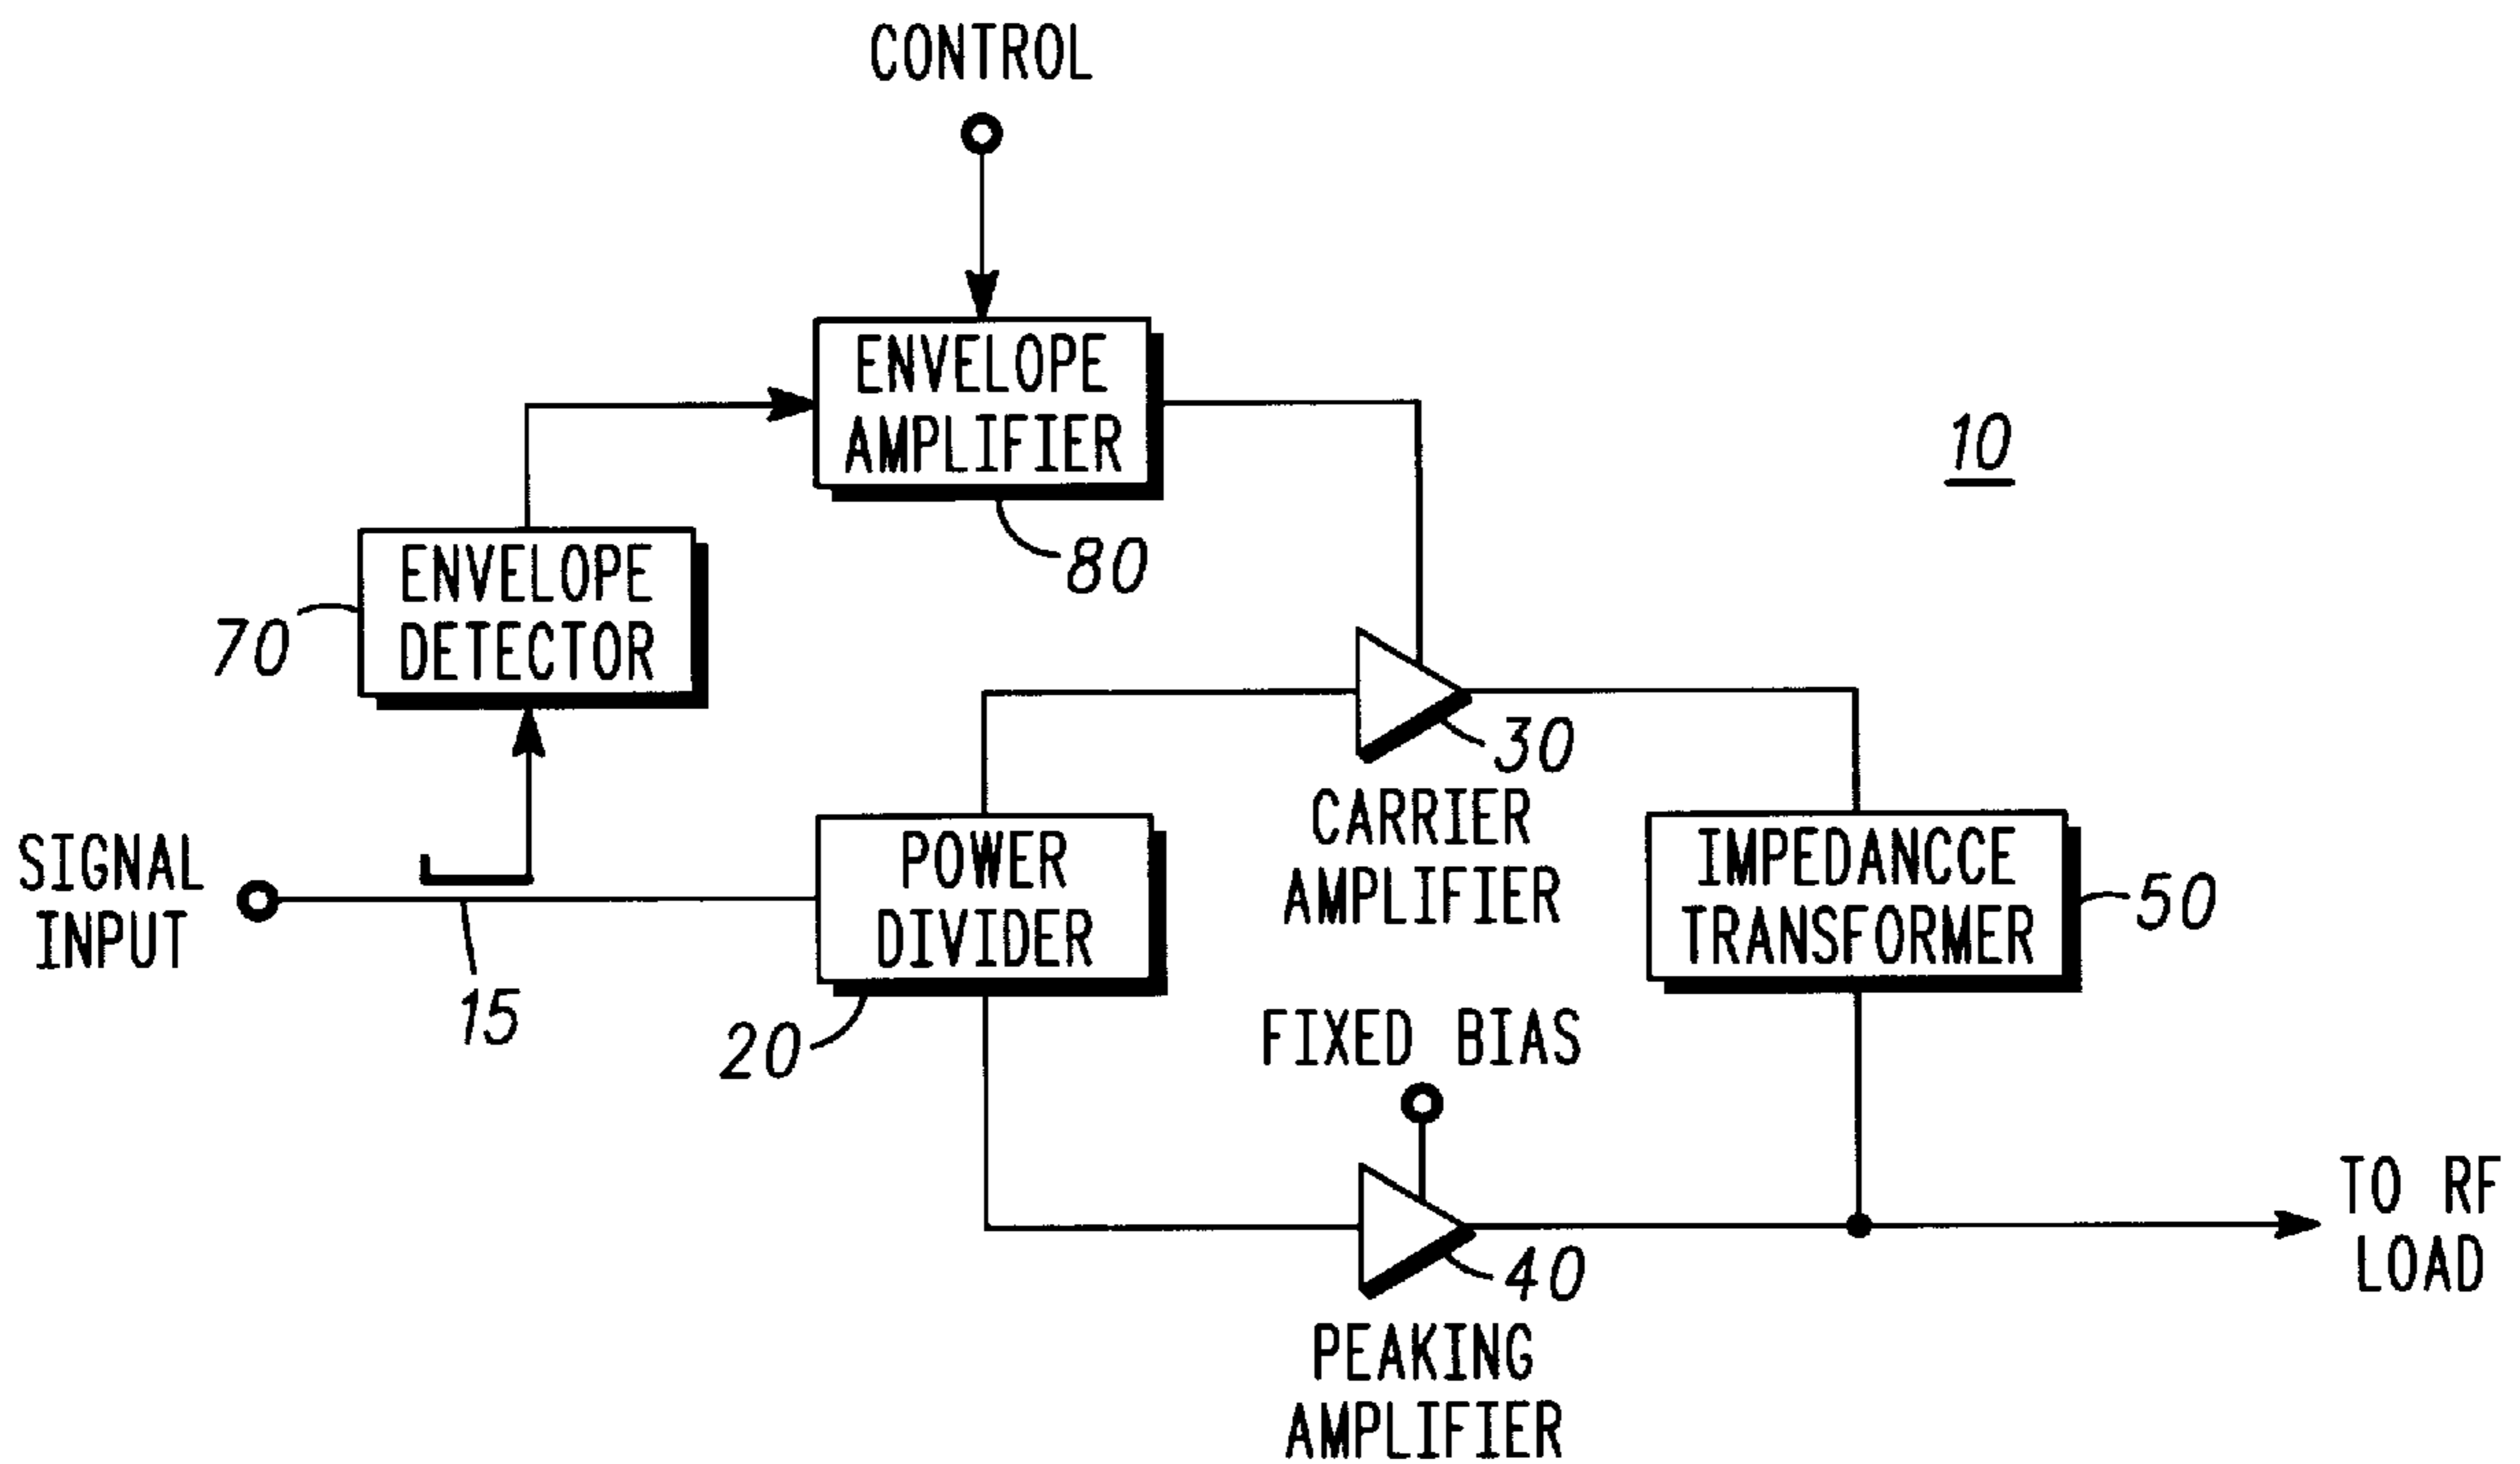 CONTROL
ENVELOPE
AMPLIFIER
10
80
ENVELOPE
DETECTOR
70
30
CARRIER
AMPLIFIER
SIGNAL
INPUT
15
POWER
DIVIDER
20
IMPEDANCCE
TRANSFORMER
50
FIXED BIAS
40
PEAKING
AMPLIFIER
TO RF
LOAD